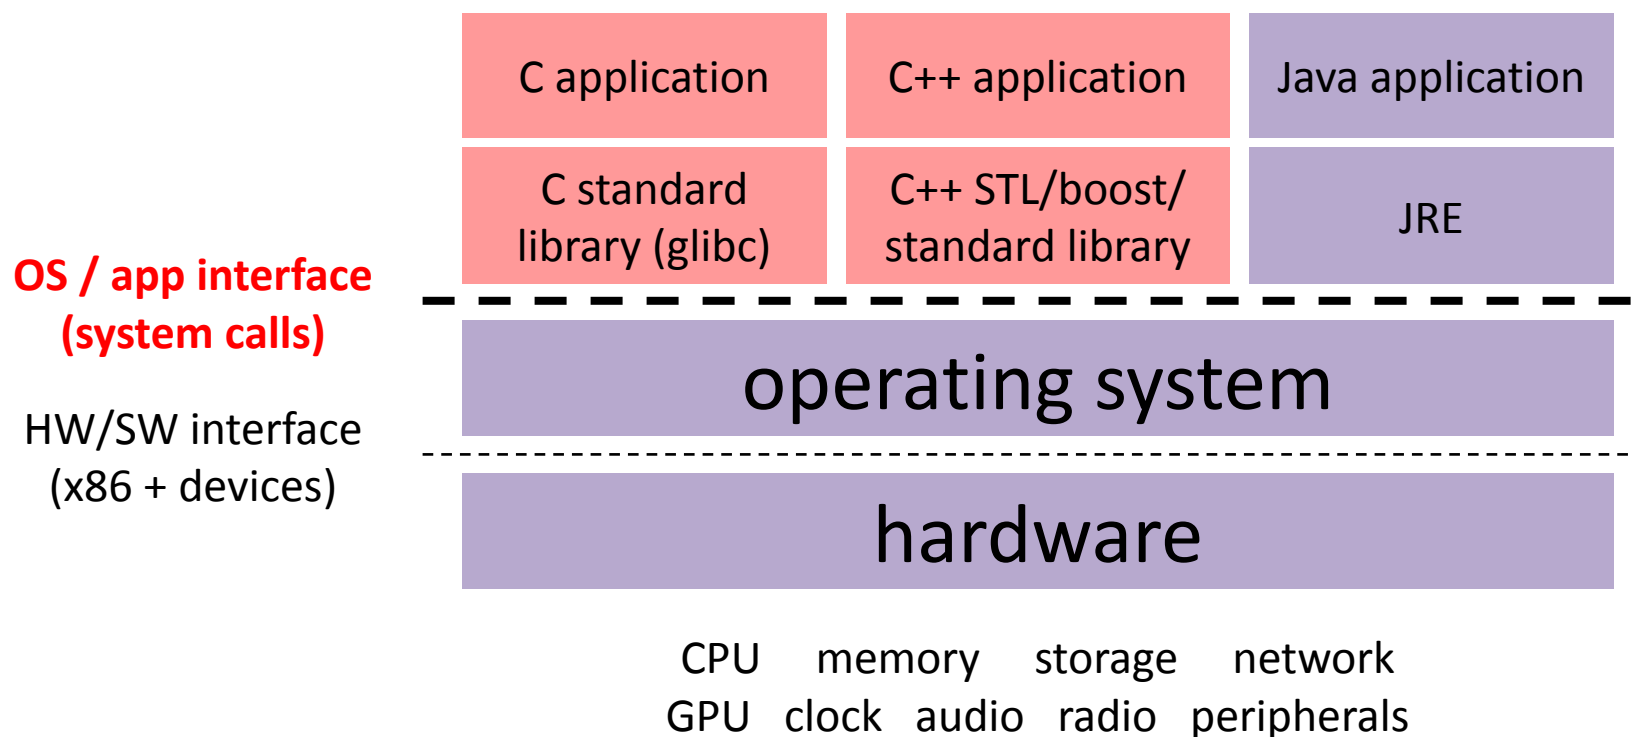 C application
C++ application
Java application
C standard
library (glibc)
C++ STL/boost/
standard library
JRE
OS / app interface
(system calls)
operating system
HW/SW interface
(x86 + devices)
hardware
CPU memory storage network
GPU clock audio radio peripherals